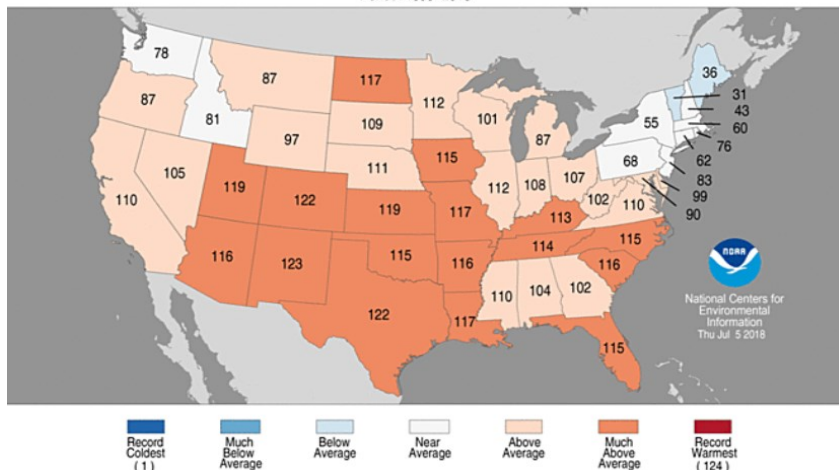 78
87
117
36
112
31
87
101
43
81
109
55
60
97
87
76
111
115
68
62
105
107
83
112
108
119
122
102
99
110
119
117
110
90
113
116
123
115
114
115
116
116
110
104
102
122
117
115
NOAA
National Centers for
Environmental
Information
Thu Jul 5 2018
Record
Coldest
(1)
Much
Below
Average
Below
Average
Near
Average
Above
Average
Much
Above
Average
Record
Warmest
(124)